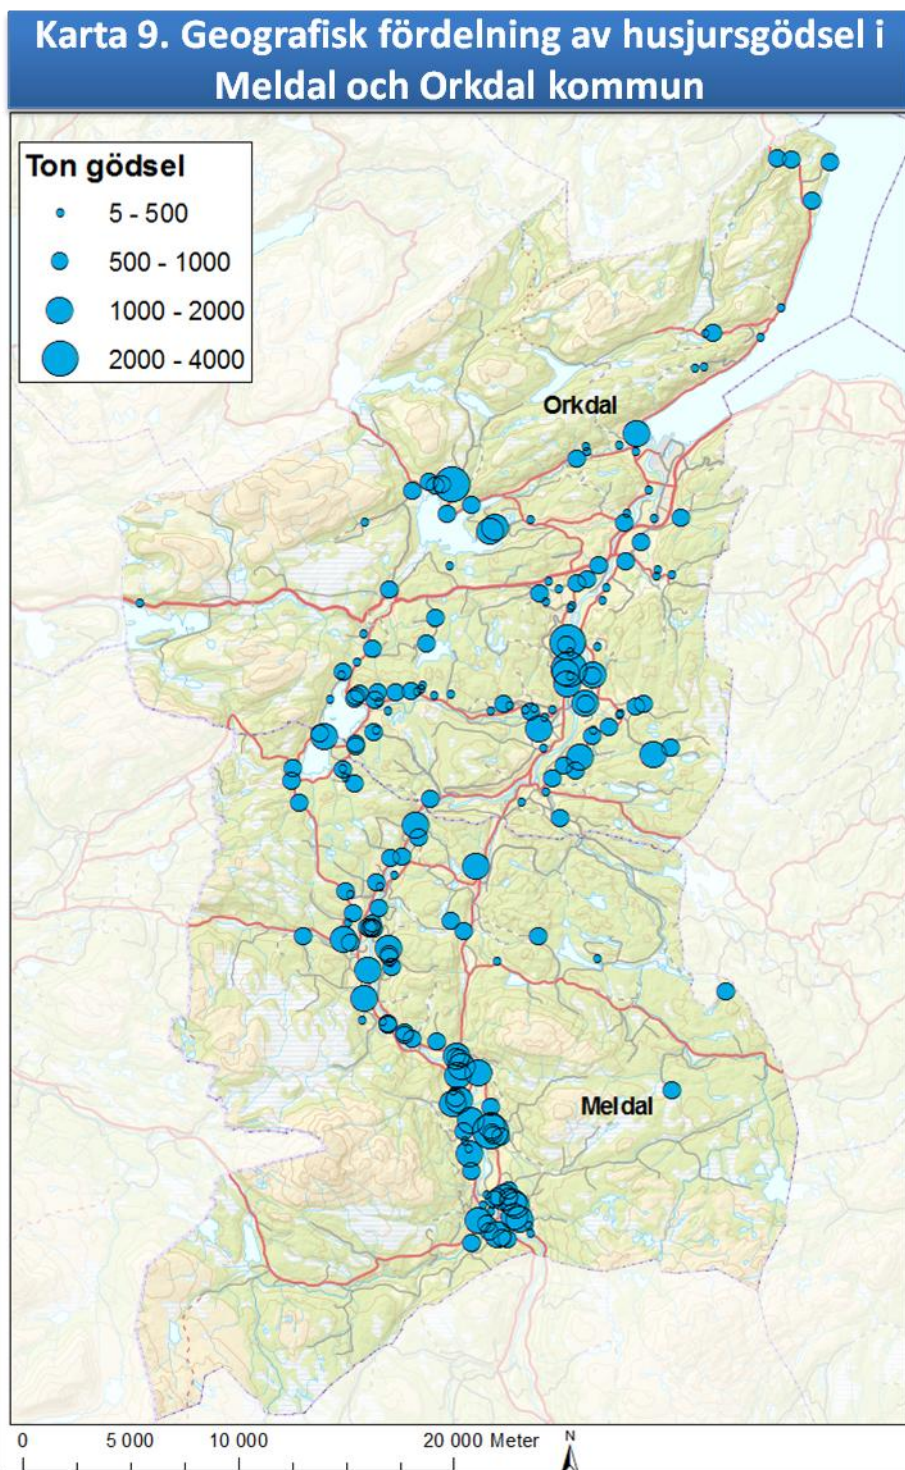 Karta 9. Geografisk fördelning av husjursgödsel i
Meldal och Orkdal kommun
Ton gödsel
5 - 500
500 - 1000
1000 - 2000
2000 - 4000
Orkdal
Meldal
0 5 000 10 000 20 000 Meter
N